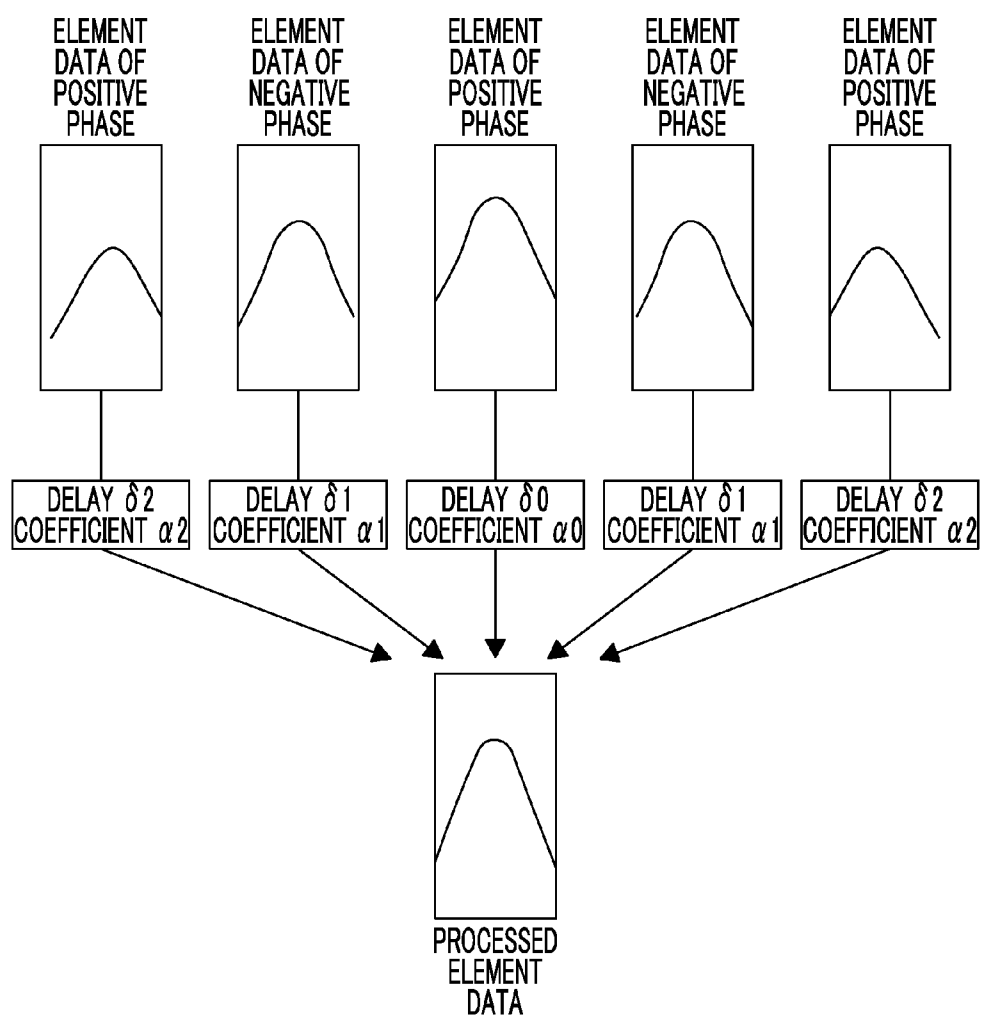 ELEMENT
DATA OF
POSITIVE
PHASE
ELEMENT
DATA OF
NEGATIVE
PHASE
ELEMENT
DATA OF
POSITIVE
PHASE
ELEMENT
DATA OF
NEGATIVE
PHASE
ELEMENT
DATA OF
POSITIVE
PHASE
DELAY δ2
COEFFICIENT α2
DELAY δ1
COEFFICIENT α1
DELAY δ0
COEFFICIENT α0
DELAY δ1
COEFFICIENT α1
DELAY δ2
COEFFICIENT α2
PROCESSED
ELEMENT
DATA